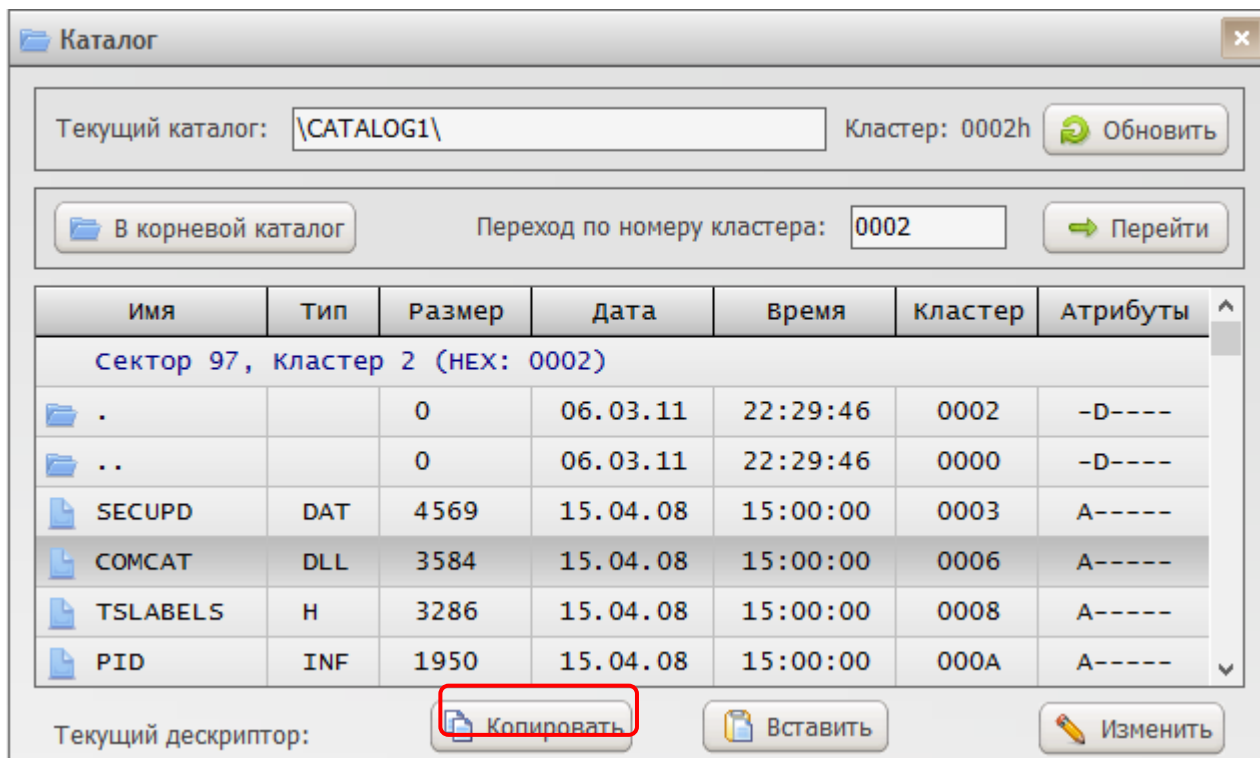 Каталог
Текущий каталог: \CATALOG1\ Кластер: 0002h Обновить
В корневой каталог Переход по номеру кластера: 0002 Перейти
Имя Тип Размер Дата Время Кластер Атрибуты
Сектор 97, Кластер 2 (HEX: 0002)
. 0 06.03.11 22:29:46 0002 -D----
.. 0 06.03.11 22:29:46 0000 -D----
SECUPD DAT 4569 15.04.08 15:00:00 0003 A-----
COMCAT DLL 3584 15.04.08 15:00:00 0006 A-----
TSLABELS H 3286 15.04.08 15:00:00 0008 A-----
PID INF 1950 15.04.08 15:00:00 000A A-----
Текущий дескриптор: Копировать Вставить Изменить